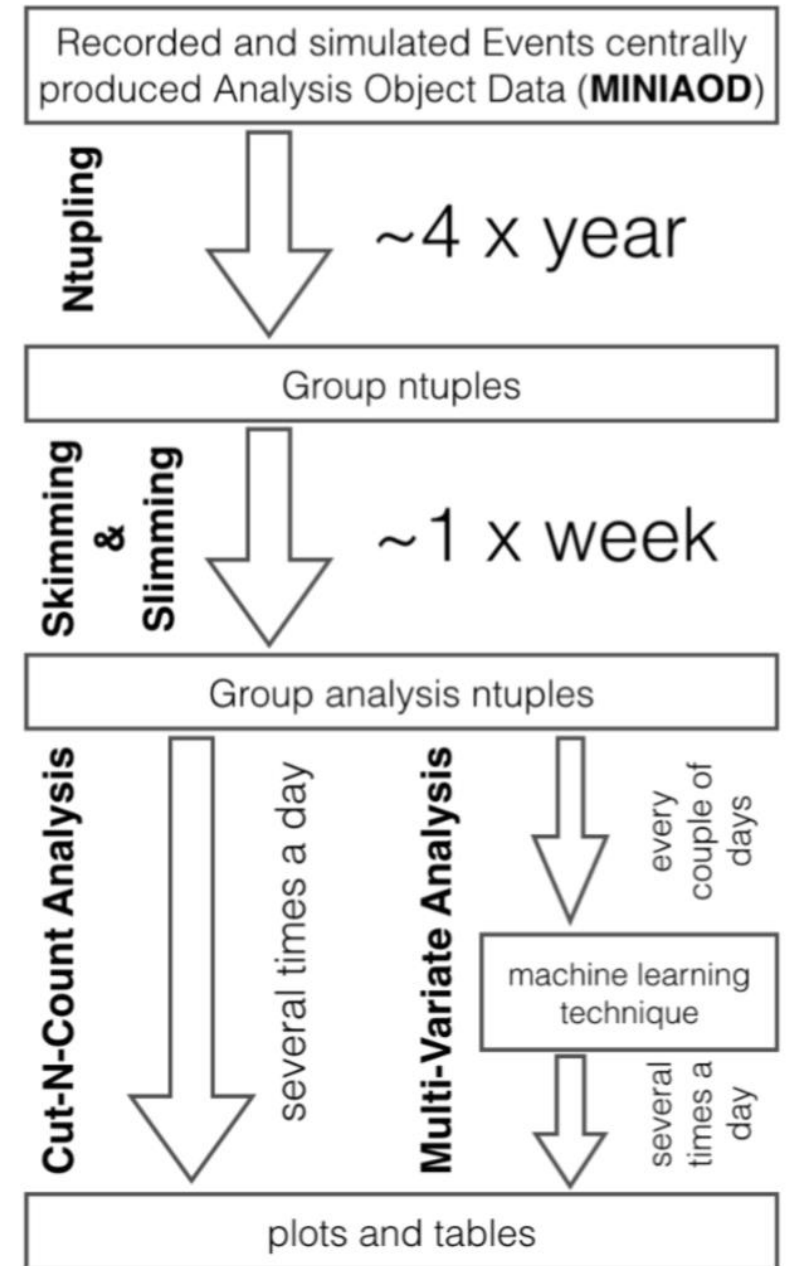 Recorded and simulated Events centrally
produced Analysis Object Data (MINIAOD)
Ntupling
~4 x year
Group ntuples
Skimming
&
Slimming
~1 x week
Group analysis ntuples
Cut-N-Count Analysis
several times a day
Multi-Variate Analysis
every
couple of
days
machine learning
technique
several
times a
day
plots and tables